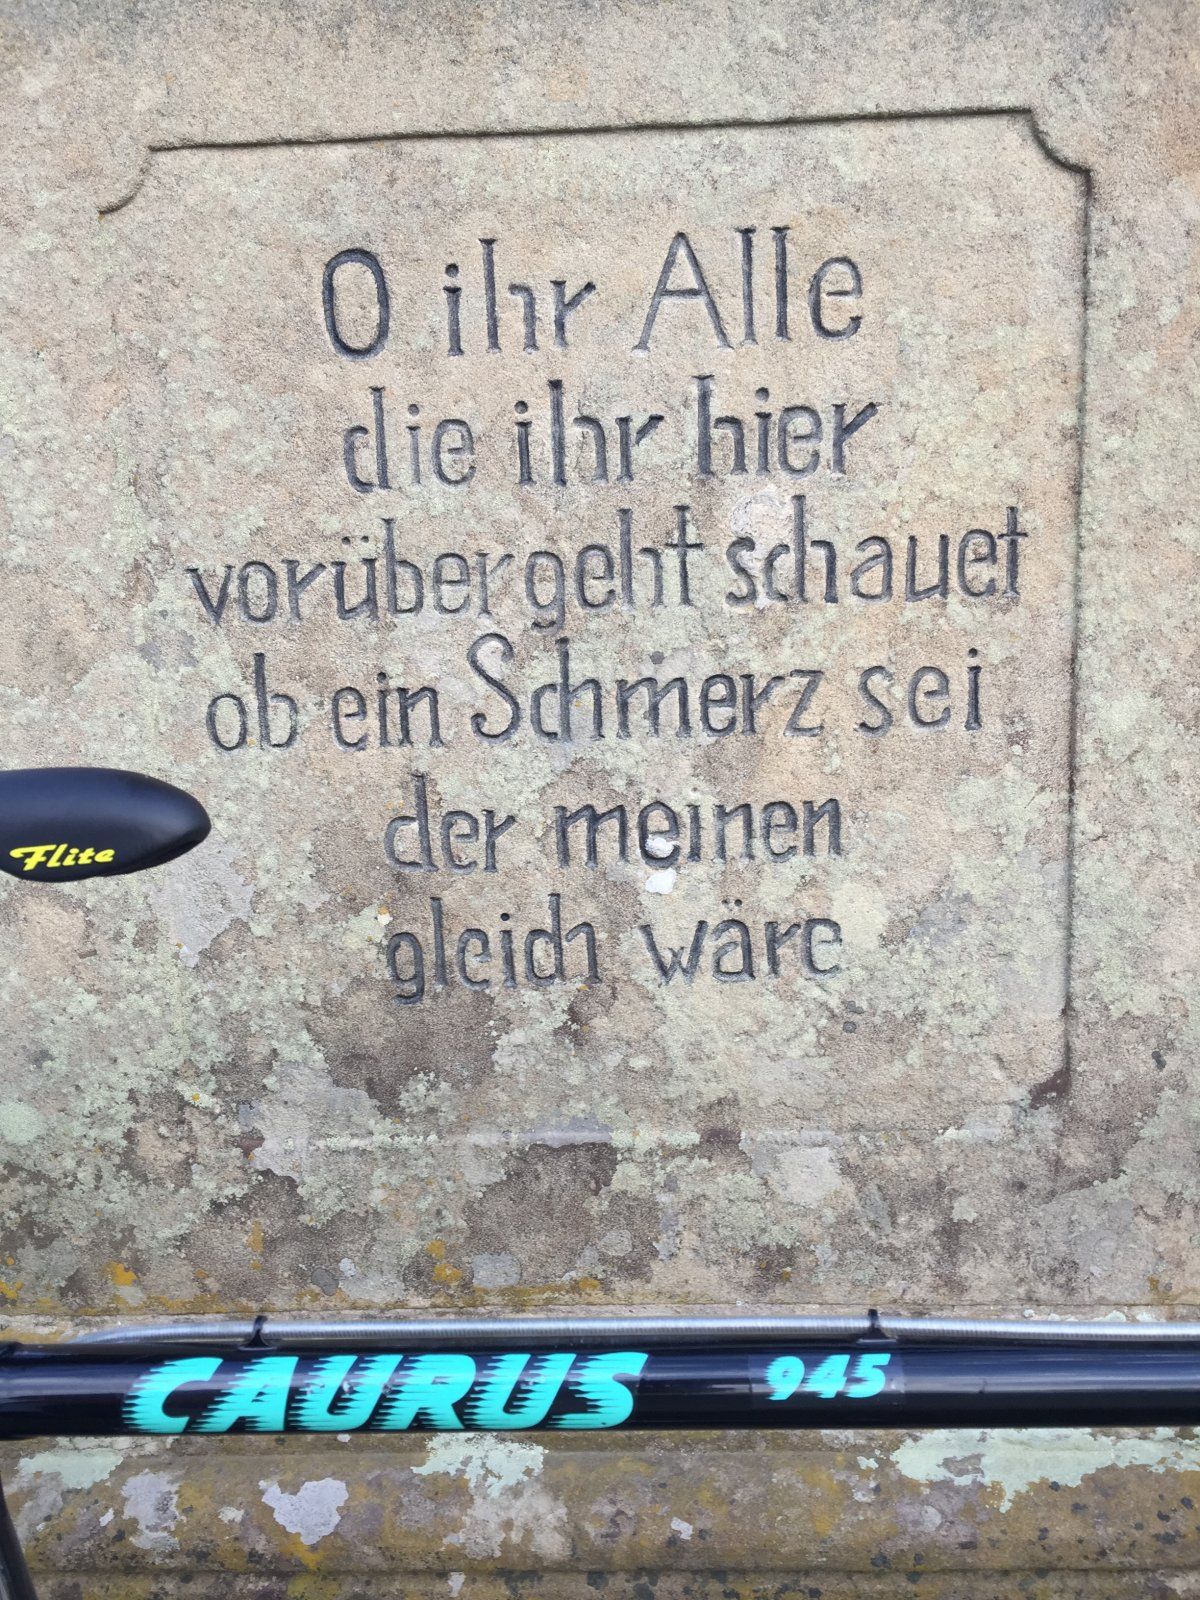 O ihr Alle
die ihr hier
vorübergeht schauet
ob ein Schmerz sei
der meinen
gleich wäre
Flite
CAURUS 945